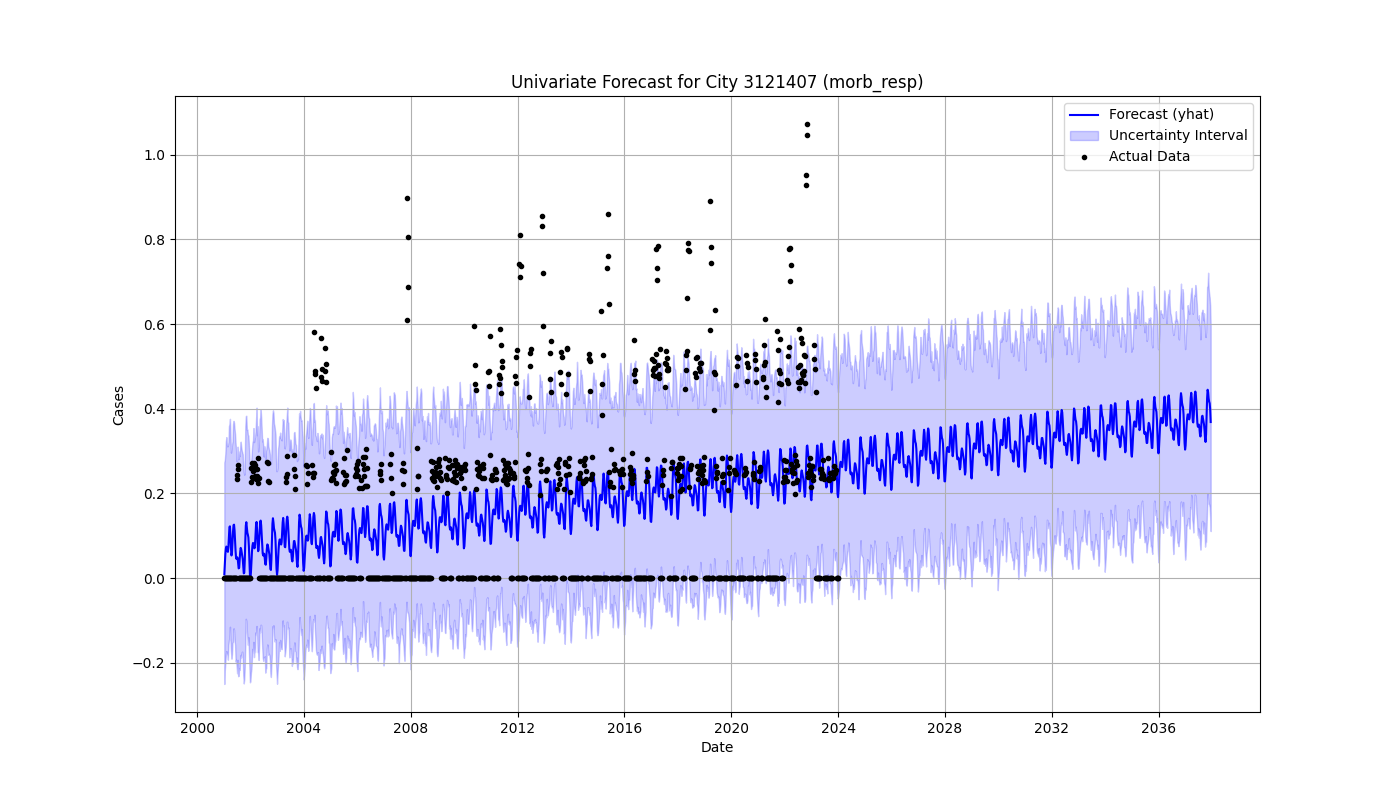 Univariate Forecast for City 3121407 (morb_resp)
Forecast (yhat)
Uncertainty Interval
Actual Data
Cases
1.0
0.8
0.6
0.4
0.2
0.0
−0.2
2000 2004 2008 2012 2016 2020 2024 2028 2032 2036
Date